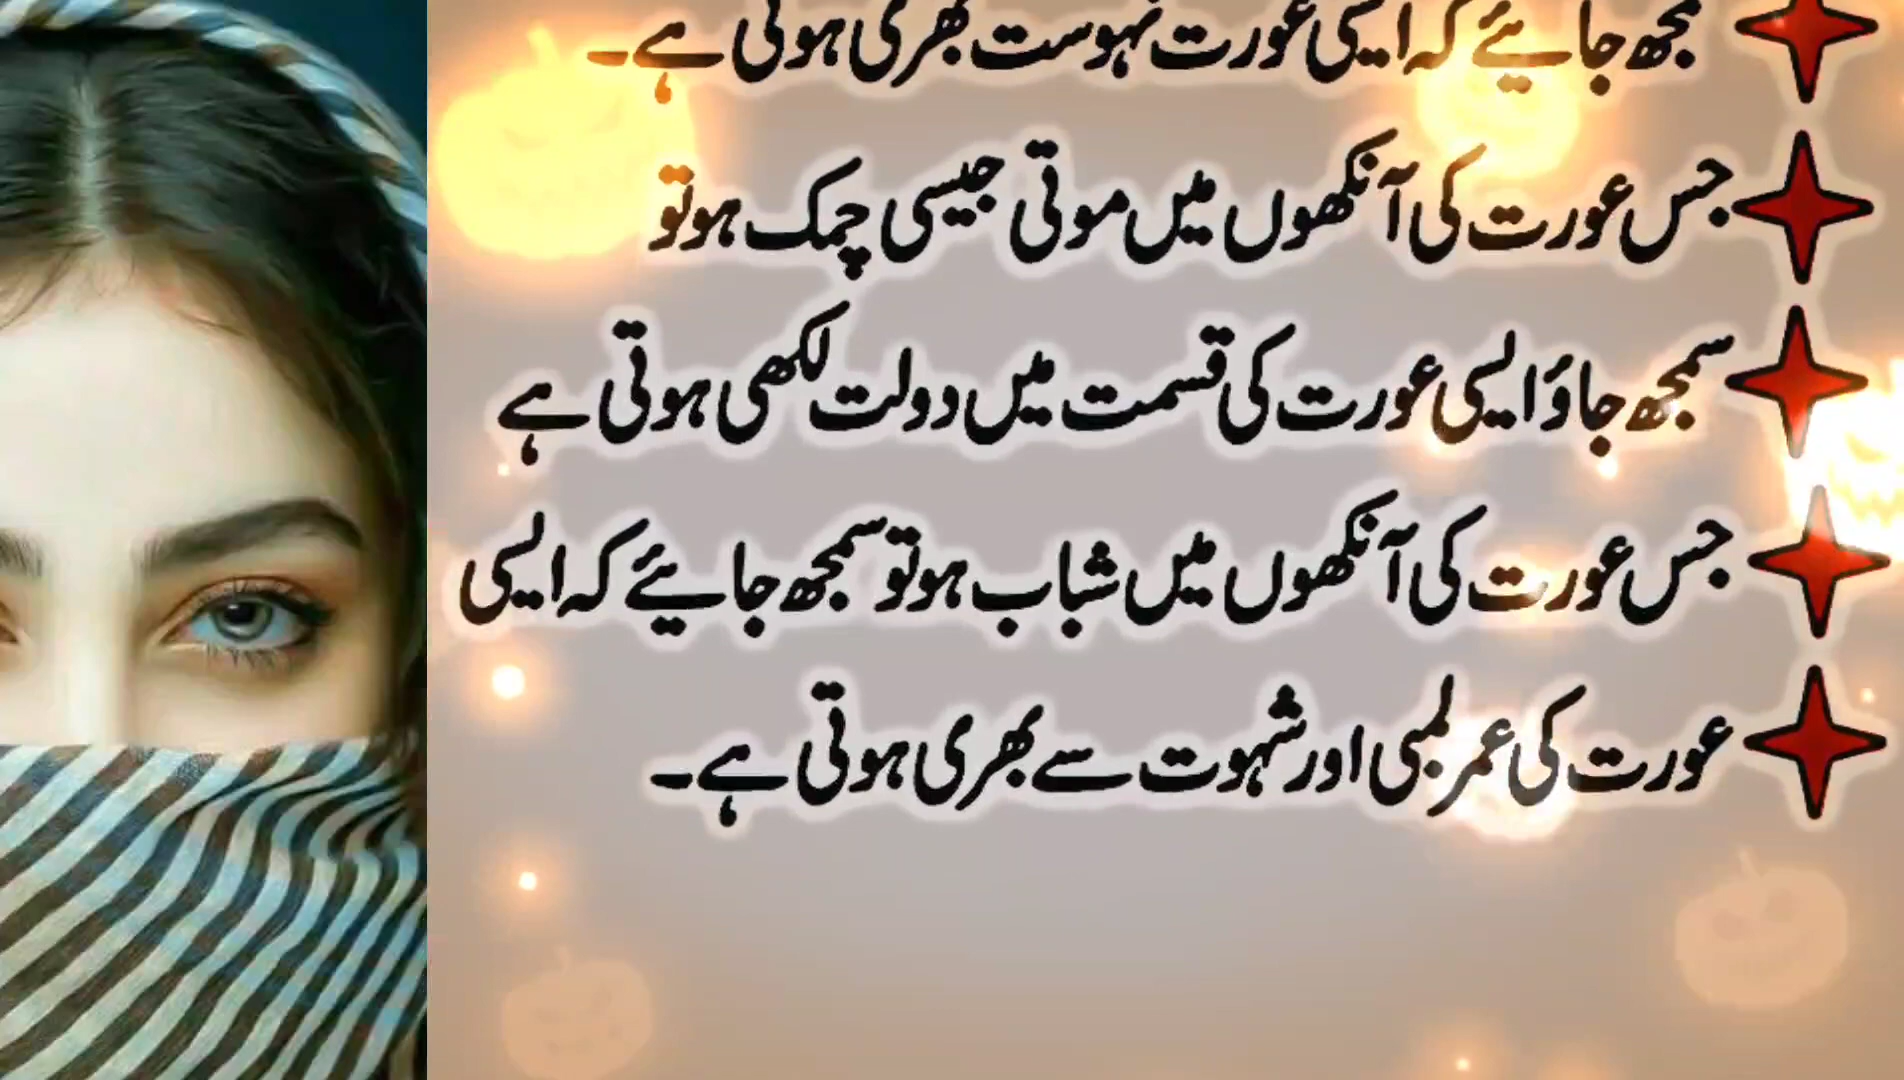 سمجھ جائیے کہ ایسی عورت نہوست بھری ہوتی ہے۔
جس عورت کی آنکھوں میں موتی جیسی چمک ہو تو
سمجھ جاؤ ایسی عورت کی قسمت میں دولت لکھی ہوتی ہے
جس عورت کی آنکھوں میں شباب ہو تو سمجھ جائیے کہ ایسی
عورت کی عمر لمبی اور شہوت سے بھری ہوتی ہے۔